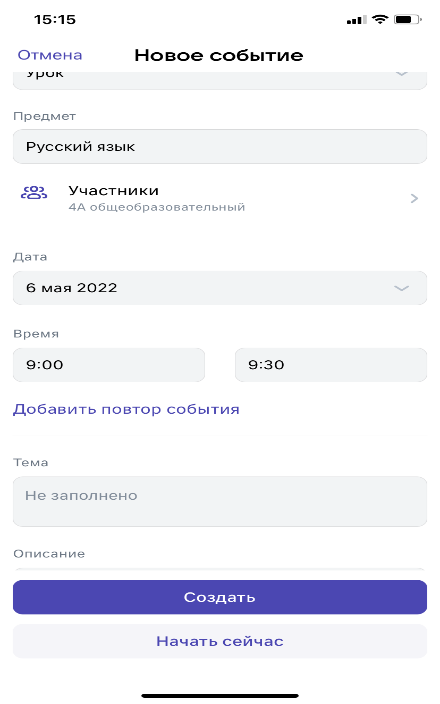 15:15
Отмена
Новое событие
Урок
Предмет
Русский язык
Участники
4А общеобразовательный
Дата
6 мая 2022
Время
9:00
9:30
Добавить повтор события
Тема
Не заполнено
Описание
Создать
Начать сейчас